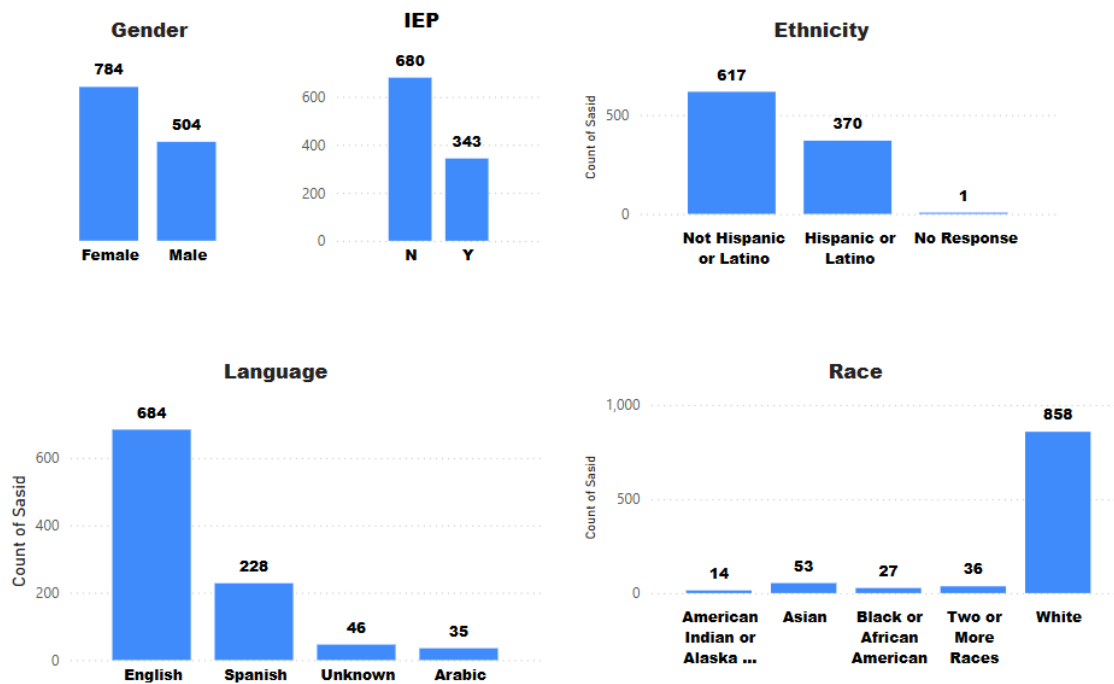 Gender
784
504
Female Male
IEP
680
343
600
400
200
0
N Y
Ethnicity
Count of Sasid
617
370
1
500
0
Not Hispanic
or Latino
Hispanic or
Latino
No Response
Language
Count of Sasid
684
228
46
35
600
400
200
0
English Spanish Unknown Arabic
Race
Count of Sasid
1,000
858
500
14
53
27
36
0
American
Indian or
Alaska ...
Asian
Black or
African
American
Two or
More
Races
White